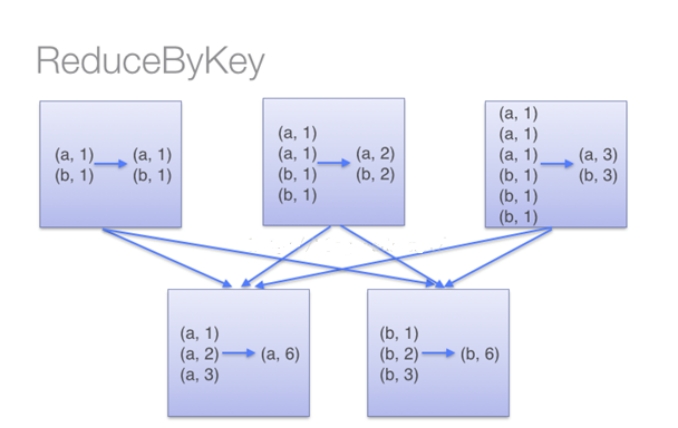 ReduceByKey
(a, 1) (a, 1)
(b, 1) (b, 1)
(a, 1)
(a, 1) (a, 2)
(b, 1) (b, 2)
(b, 1)
(a, 1)
(a, 1)
(a, 1) (a, 3)
(b, 1) (b, 3)
(b, 1)
(b, 1)
(a, 1)
(a, 2) (a, 6)
(a, 3)
(b, 1)
(b, 2) (b, 6)
(b, 3)